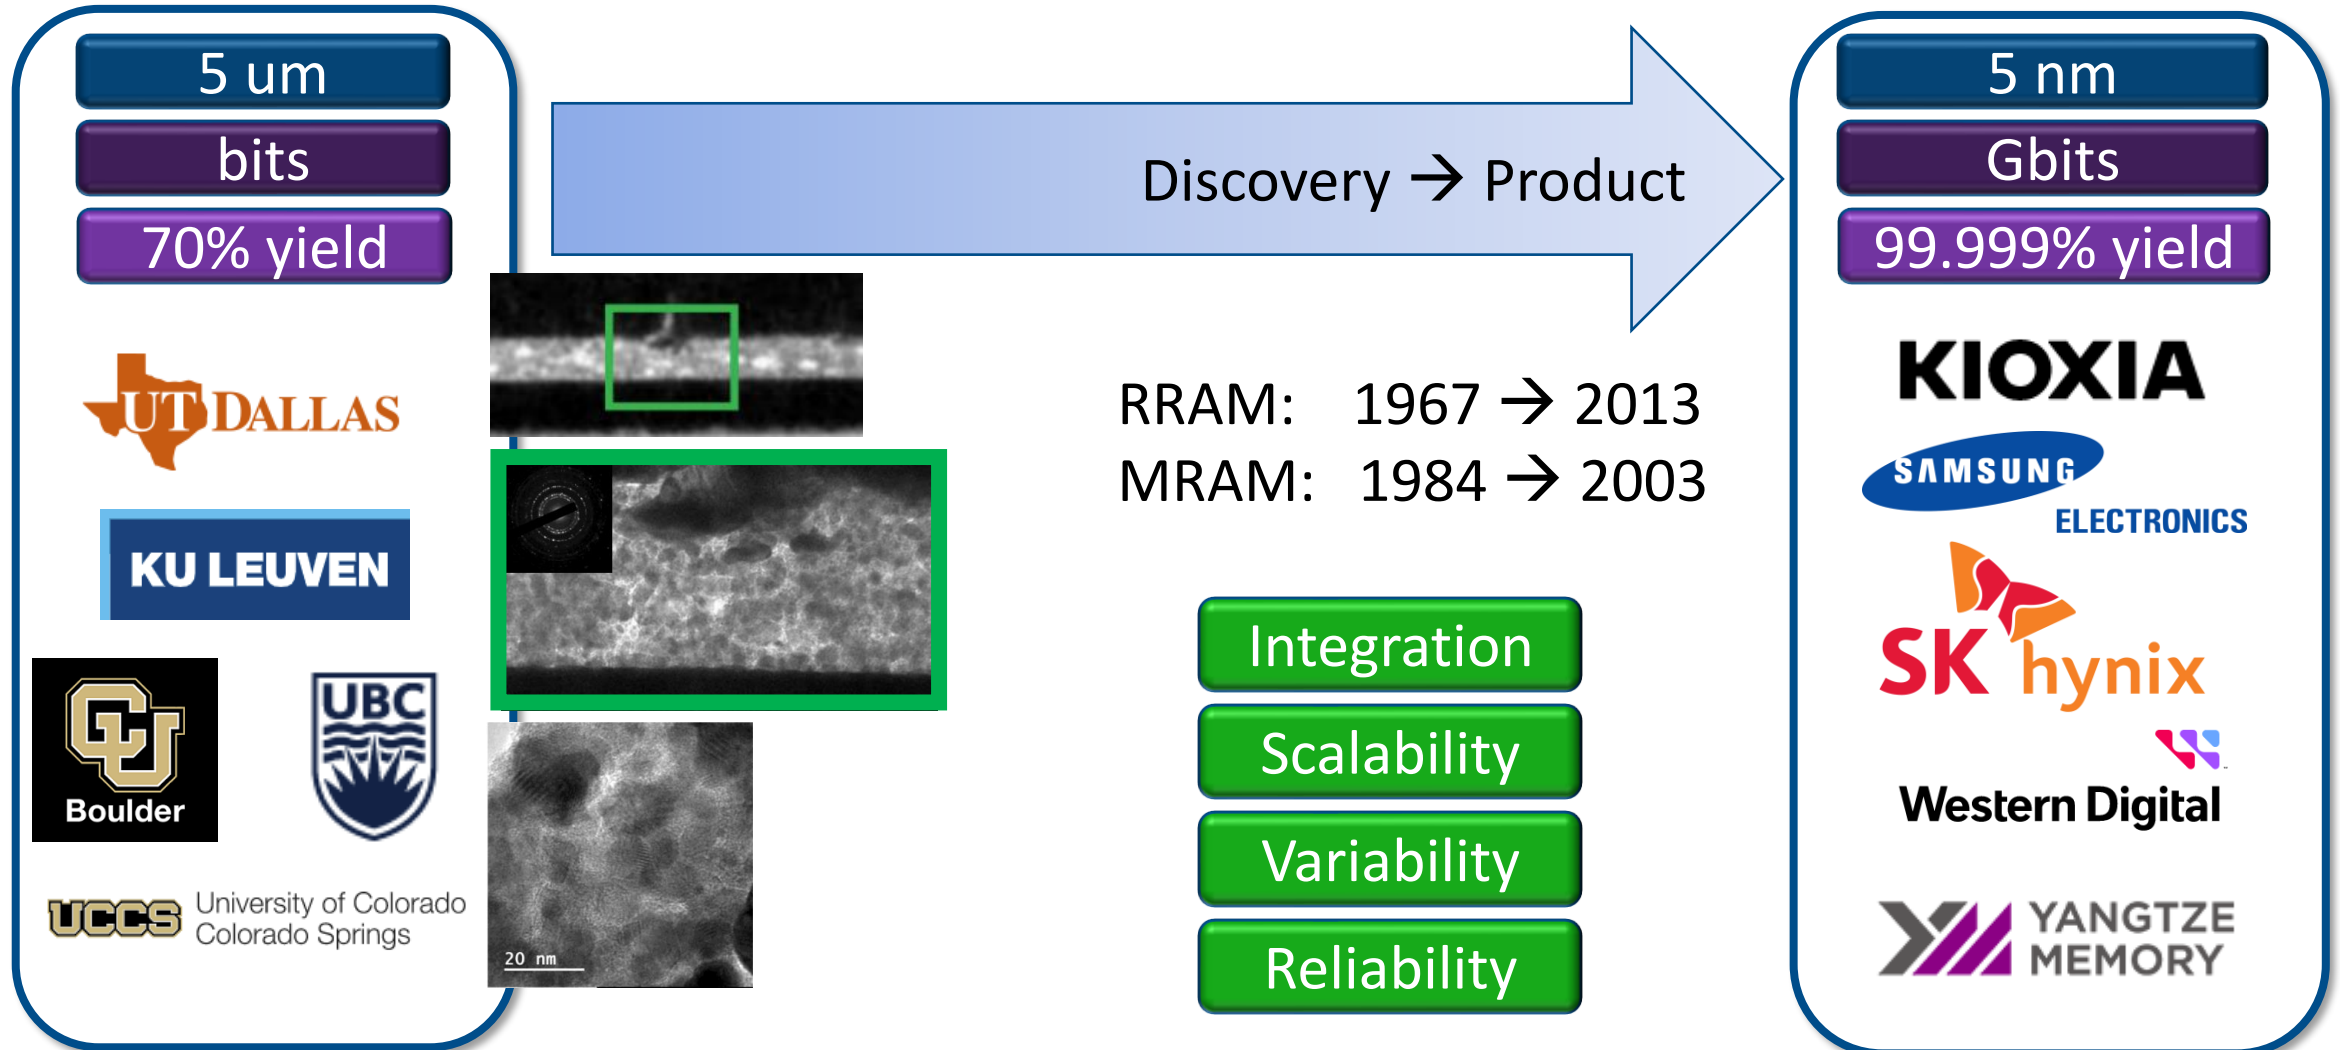 5 um
bits
70% yield
UT DALLAS
KU LEUVEN
CU
Boulder
UBC
UCCS
University of Colorado
Colorado Springs
20 nm
Discovery → Product
RRAM: 1967 → 2013
MRAM: 1984 → 2003
Integration
Scalability
Variability
Reliability
5 nm
Gbits
99.999% yield
KIOXIA
SAMSUNG
ELECTRONICS
SK hynix
Western Digital
YANGTZE
MEMORY